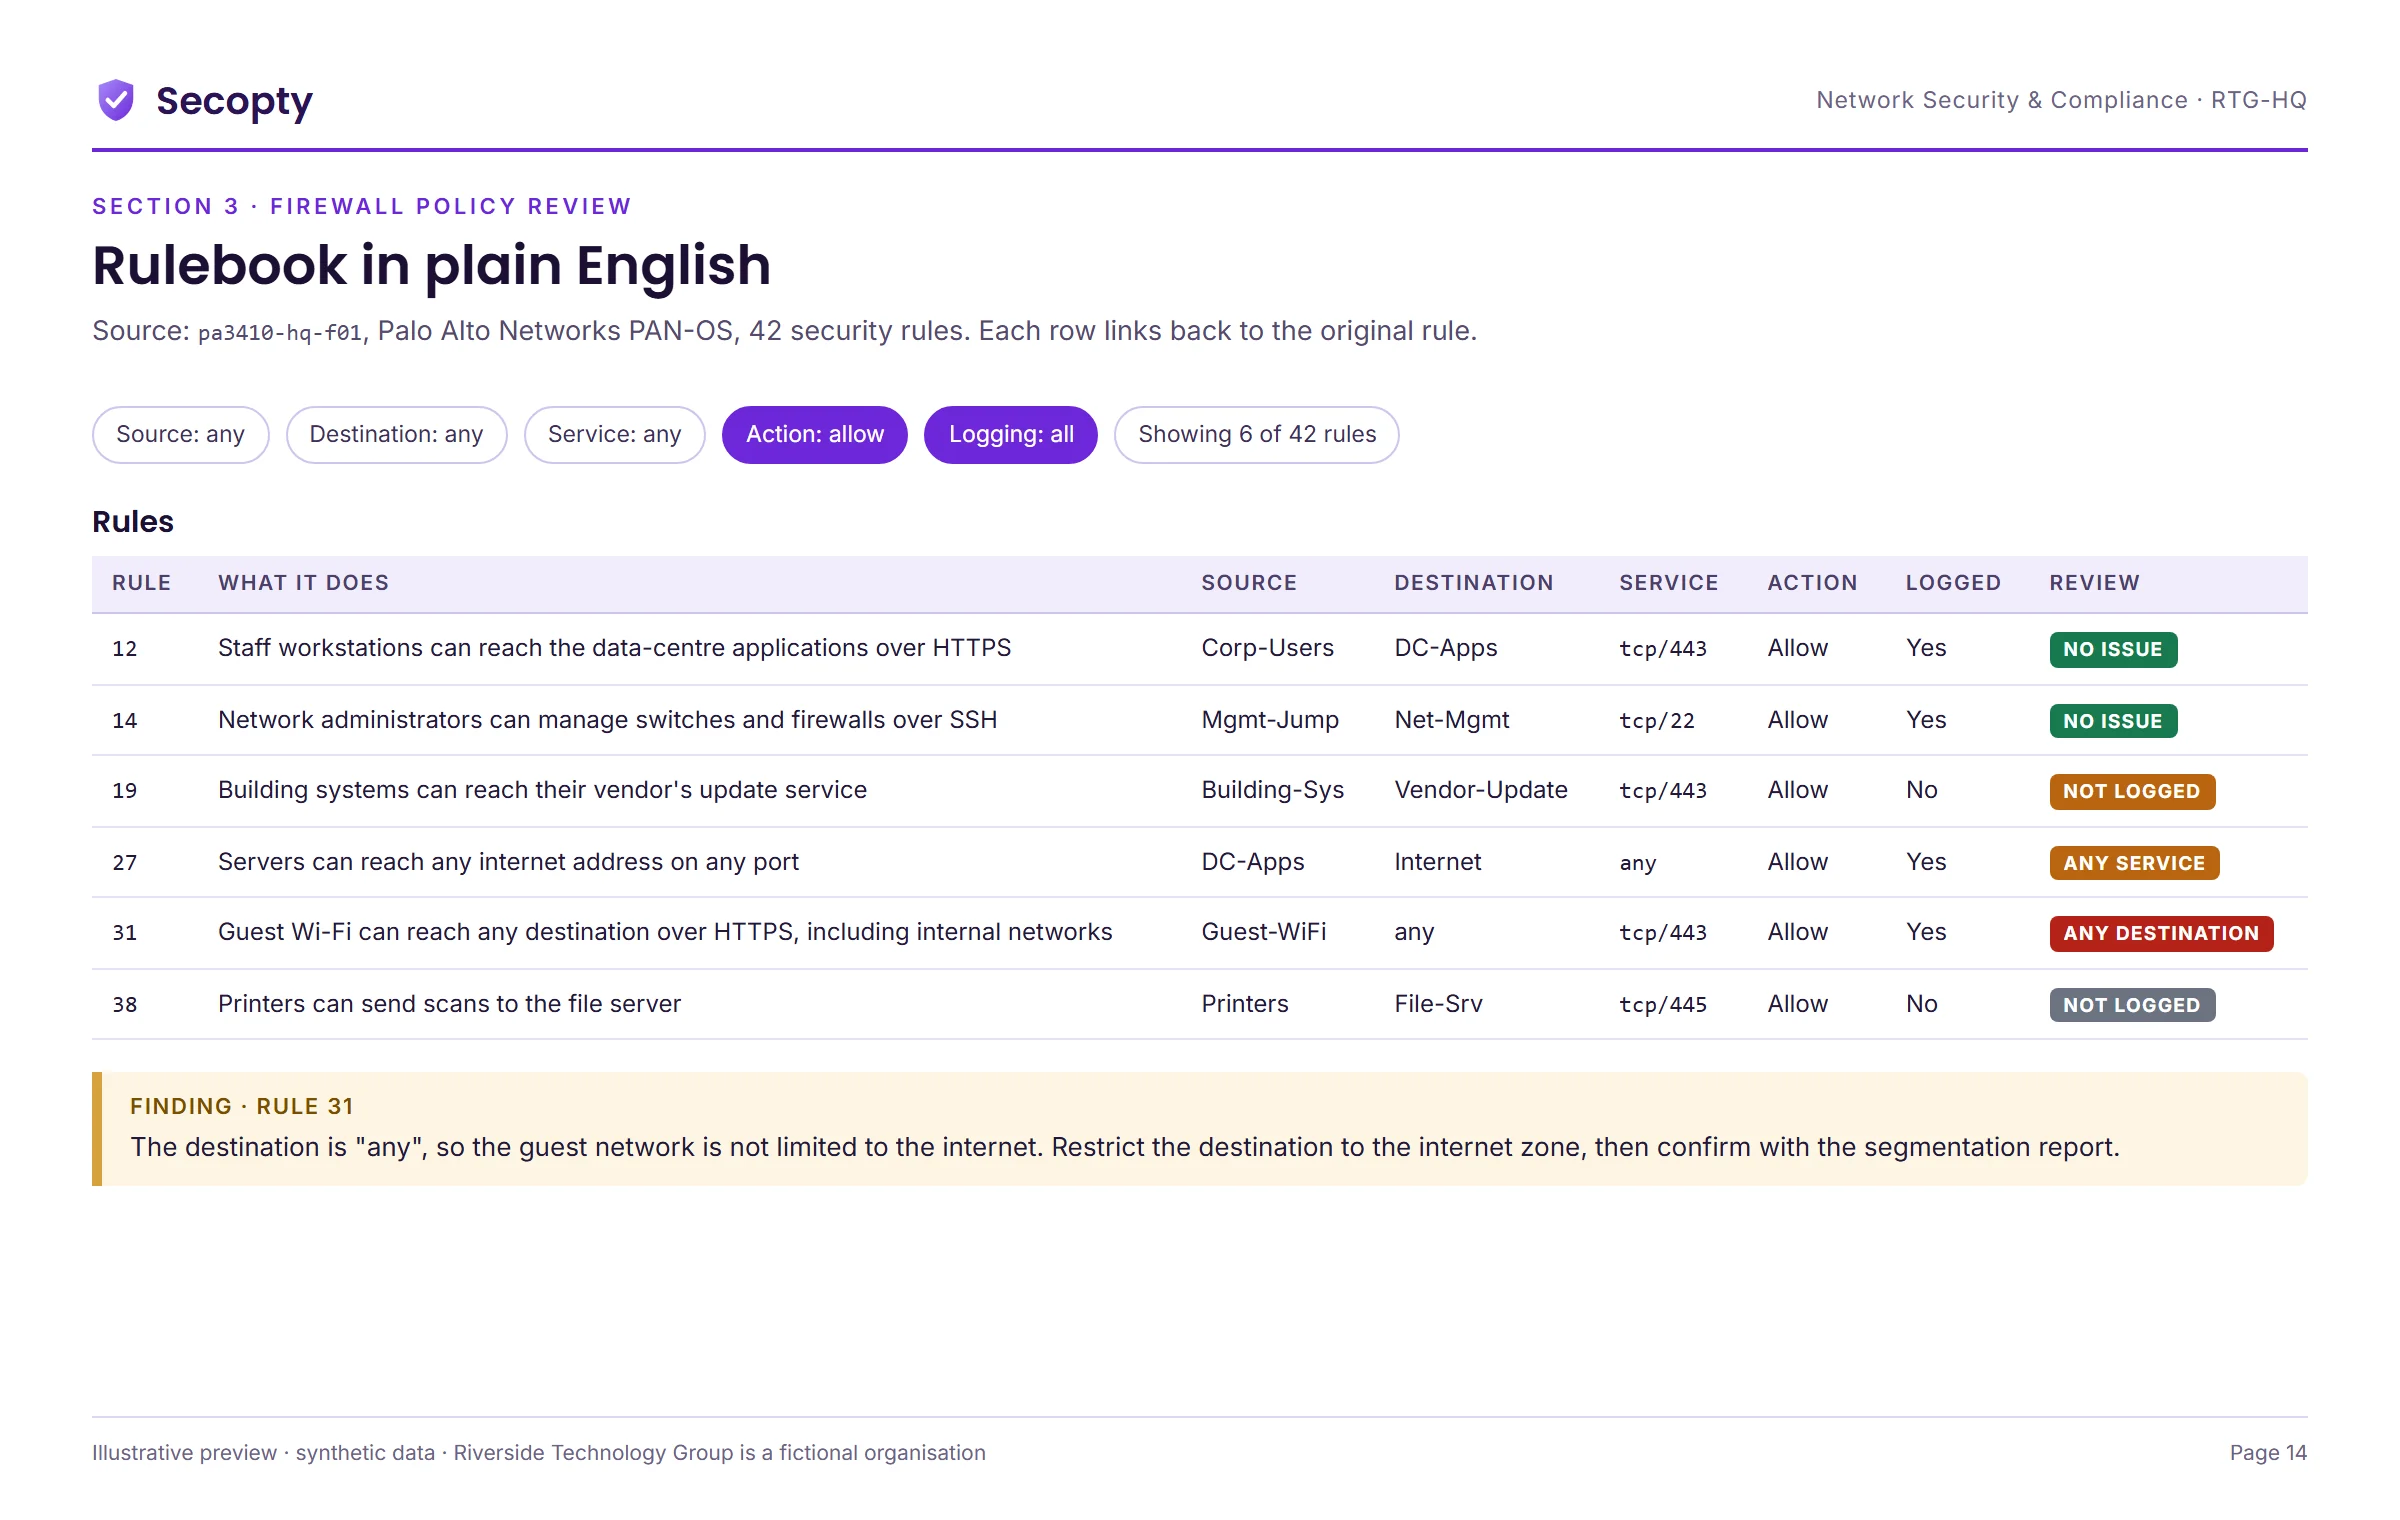 Secopty
Network Security & Compliance · RTG-HQ
SECTION 3 · FIREWALL POLICY REVIEW
Rulebook in plain English
Source: pa3410-hq-f01, Palo Alto Networks PAN-OS, 42 security rules. Each row links back to the original rule.
Source: any Destination: any Service: any Action: allow Logging: all Showing 6 of 42 rules
Rules
RULE WHAT IT DOES SOURCE DESTINATION SERVICE ACTION LOGGED REVIEW
12 Staff workstations can reach the data-centre applications over HTTPS Corp-Users DC-Apps tcp/443 Allow Yes NO ISSUE
14 Network administrators can manage switches and firewalls over SSH Mgmt-Jump Net-Mgmt tcp/22 Allow Yes NO ISSUE
19 Building systems can reach their vendor's update service Building-Sys Vendor-Update tcp/443 Allow No NOT LOGGED
27 Servers can reach any internet address on any port DC-Apps Internet any Allow Yes ANY SERVICE
31 Guest Wi-Fi can reach any destination over HTTPS, including internal networks Guest-WiFi any tcp/443 Allow Yes ANY DESTINATION
38 Printers can send scans to the file server Printers File-Srv tcp/445 Allow No NOT LOGGED
FINDING · RULE 31
The destination is "any", so the guest network is not limited to the internet. Restrict the destination to the internet zone, then confirm with the segmentation report.
Illustrative preview · synthetic data · Riverside Technology Group is a fictional organisation
Page 14